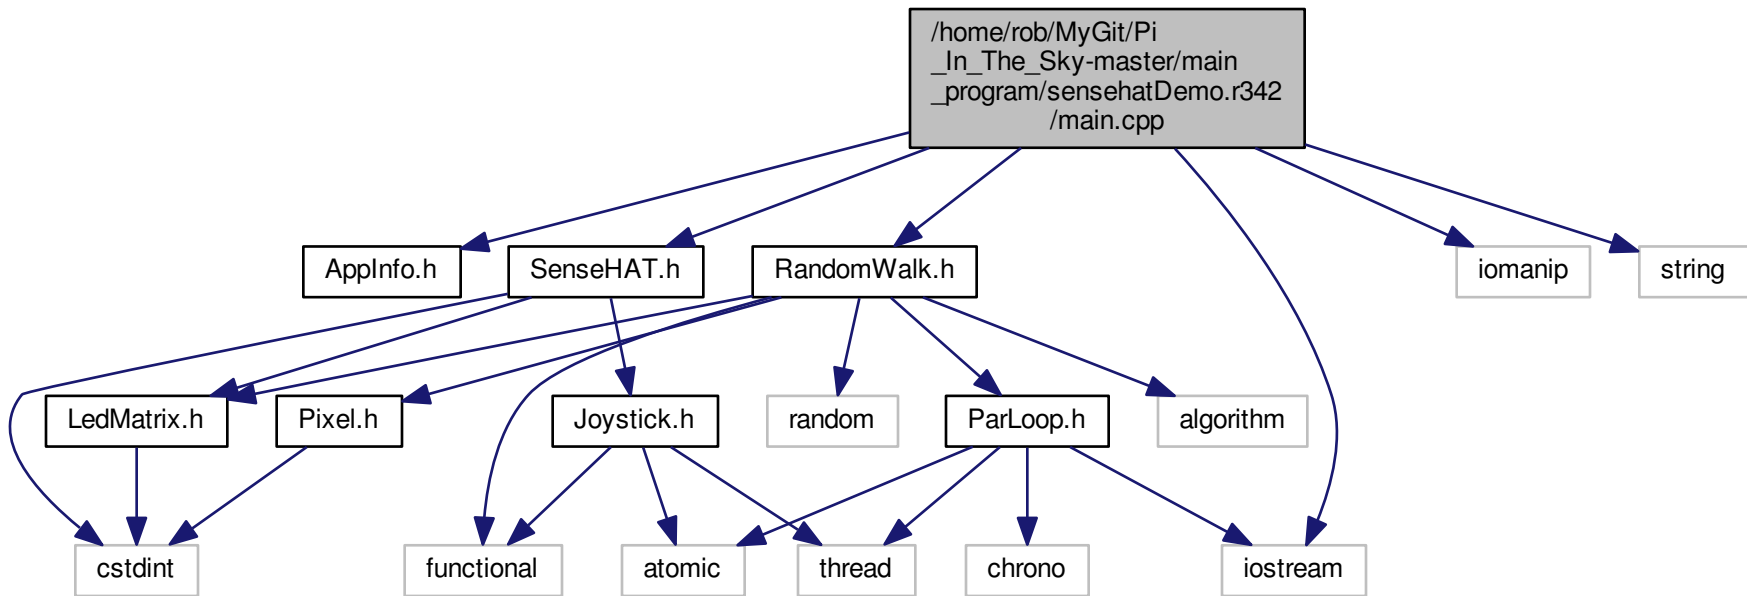 /home/rob/MyGit/Pi
_In_The_Sky-master/main
_program/sensehatDemo.r342
/main.cpp
AppInfo.h
SenseHAT.h
RandomWalk.h
iomanip
string
LedMatrix.h
Pixel.h
Joystick.h
random
ParLoop.h
algorithm
cstdint
functional
atomic
thread
chrono
iostream